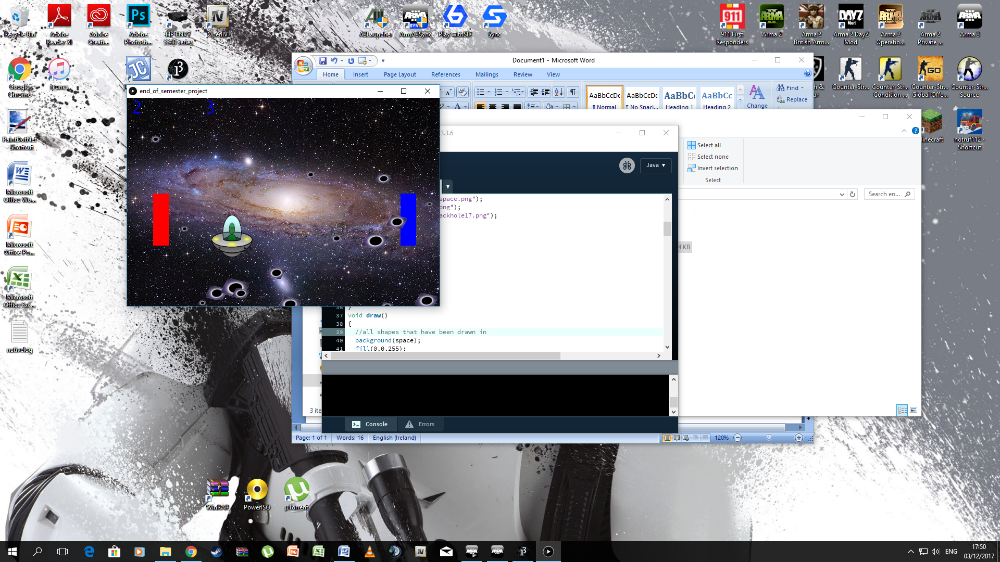 Recycle Bin
Adobe Reader XI
Adobe Creati...
Adobe Photosh...
HP ENVY 5540 series
OpenIV
A3Launcher
ArmA3Sync
Play withSIX
Sync
911 First Responders
Arma 2
Arma 2 British Arm...
Arma 2 DayZ Mod
Arma 2 Operatio...
Arma 2 Private ...
Arma 3
Google Chrome
iTunes
Counter-Str...
Counter-Str... Condition ...
Counter-Str... Global Offe...
Counter-Str... Source
PaintDotNet - Shortcut
notruf112 - Shortcut
Microsoft Office Wo...
Microsoft Office Po...
Microsoft Office Exc...
nativelog
WinRAR
PowerISO
µTorrent
Document1 - Microsoft Word
Home
Insert
Page Layout
References
Mailings
Review
View
AaBbCcDc
AaBbCcDc
AaBbC
AaBbCc
¶ Normal
¶ No Spaci...
Heading 1
Heading 2
Change
Find
Replace
end_of_semester_project
2
3
3.3.6
Java ▾
space.png");
png");
ackhole17.png");
36 }
37 void draw()
38 {
39 //all shapes that have been drawn in
40 background(space);
41 fill(0,0,255);
Console
Errors
Select all
Select none
Invert selection
Select
Search en...
4 KB
3 ite
Page: 1 of 1
Words: 16
English (Ireland)
120%
ENG
17:50
03/12/2017